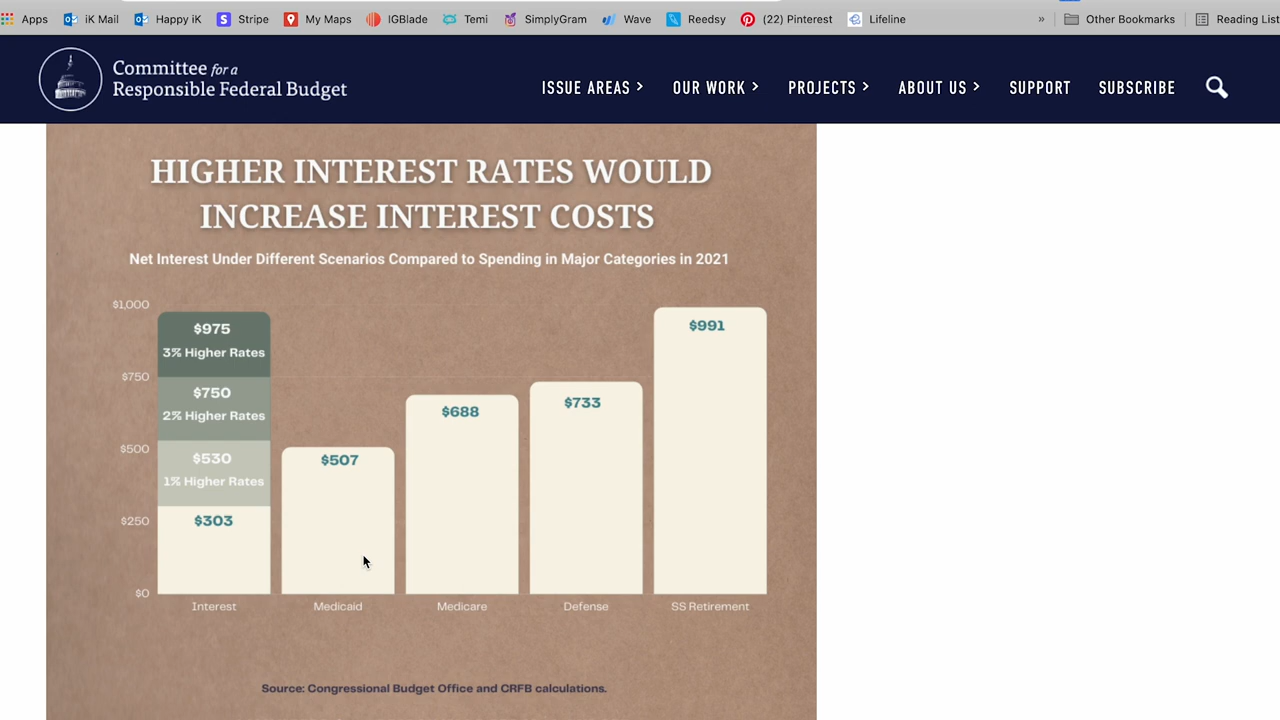 Apps iK Mail Happy iK Stripe My Maps IGBlade Temi SimplyGram Wave Reedsy (22) Pinterest Lifeline » Other Bookmarks Reading List
Committee for a
Responsible Federal Budget
ISSUE AREAS > OUR WORK > PROJECTS > ABOUT US > SUPPORT SUBSCRIBE
HIGHER INTEREST RATES WOULD
INCREASE INTEREST COSTS
Net Interest Under Different Scenarios Compared to Spending in Major Categories in 2021
$1,000
$750
$500
$250
$0
$975
3% Higher Rates
$750
2% Higher Rates
$530
1% Higher Rates
$303
$507
$688
$733
$991
Interest Medicaid Medicare Defense SS Retirement
Source: Congressional Budget Office and CRFB calculations.